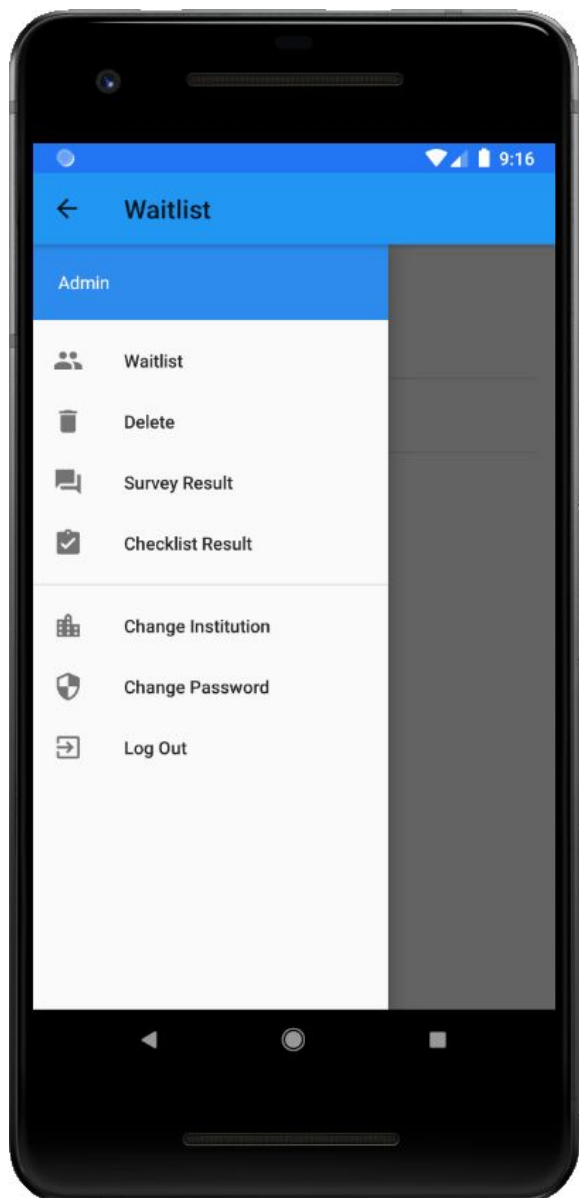 9:16
Waitlist
Admin
Waitlist
Delete
Survey Result
Checklist Result
Change Institution
Change Password
Log Out